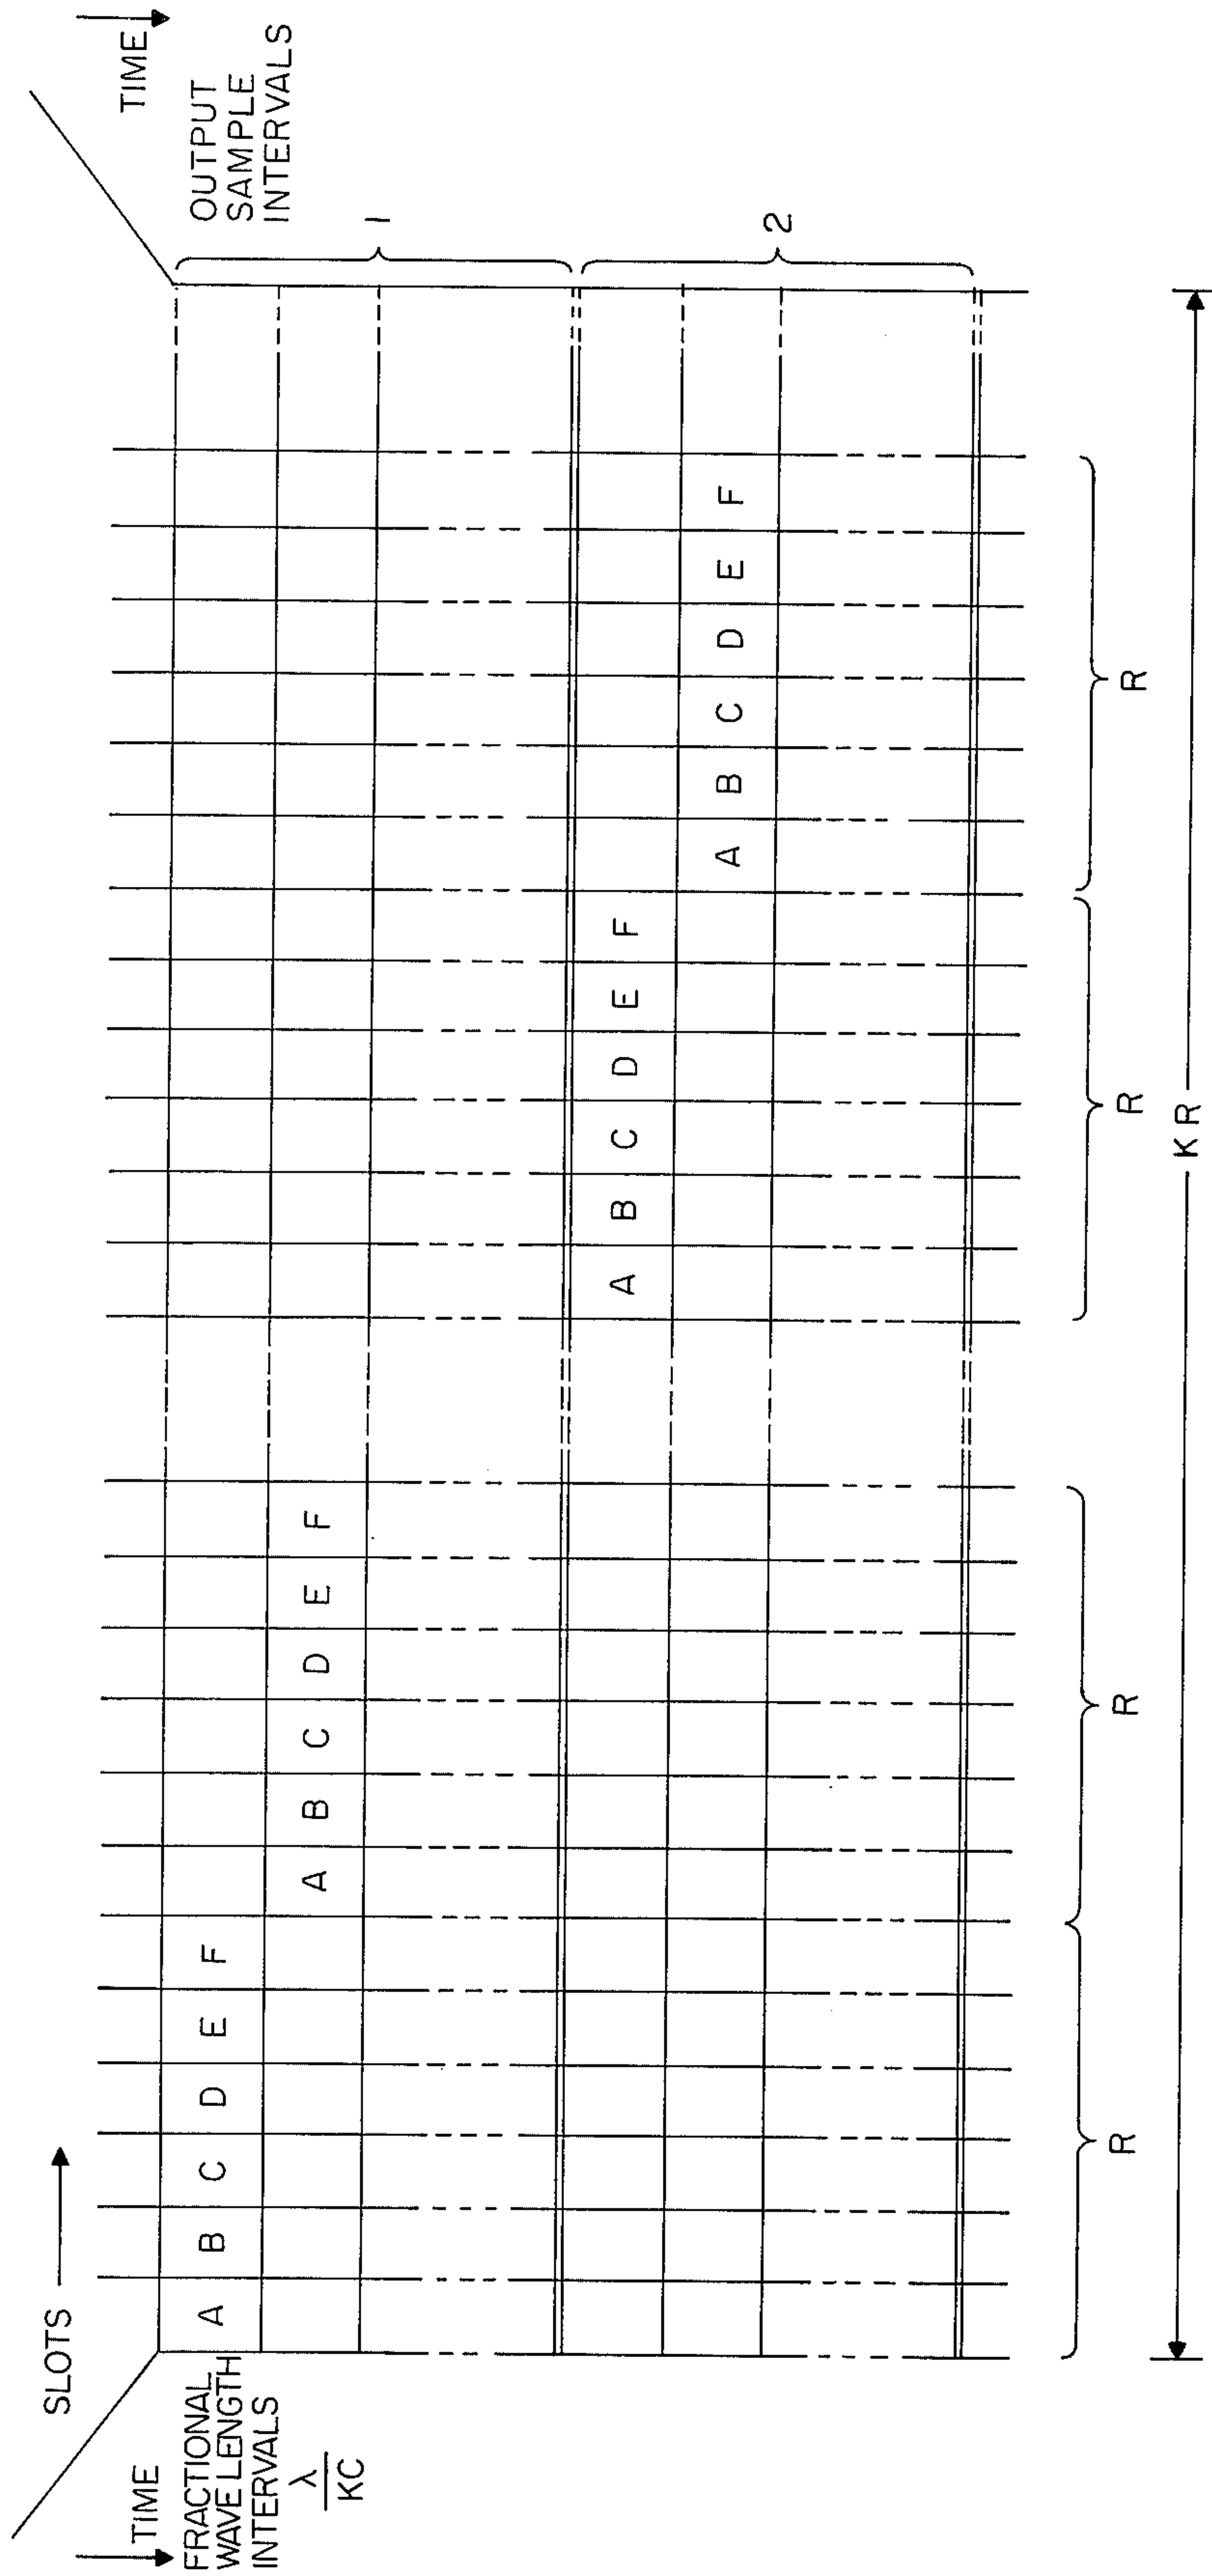 SLOTS
TIME
TIME
FRACTIONAL
WAVE LENGTH
INTERVALS
λ
KC
OUTPUT
SAMPLE
INTERVALS
A B C D E F
A B C D E F
1
A B C D E F
A B C D E F
2
R R R R
KR